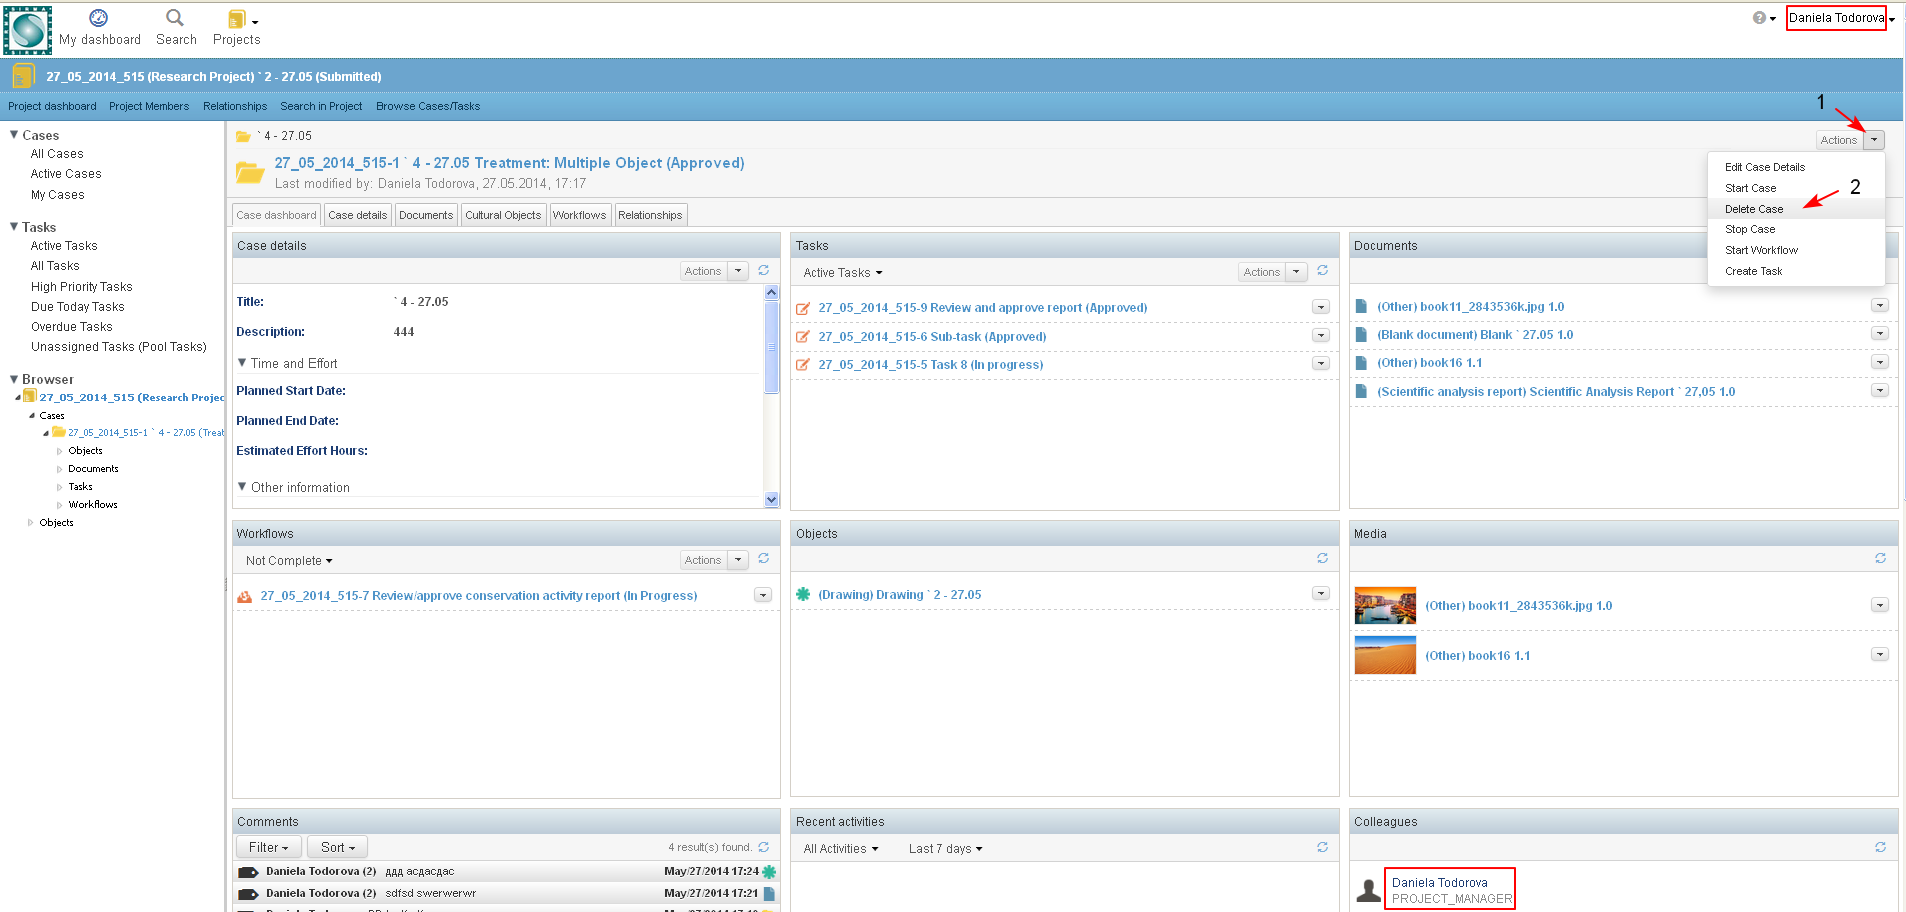 My dashboard
Search
Projects
Daniela Todorova
27_05_2014_515 (Research Project) ` 2 - 27.05 (Submitted)
Project dashboard Project Members Relationships Search in Project Browse Cases/Tasks
1
Cases
All Cases
Active Cases
My Cases
Tasks
Active Tasks
All Tasks
High Priority Tasks
Due Today Tasks
Overdue Tasks
Unassigned Tasks (Pool Tasks)
Browser
27_05_2014_515 (Research Projec
Cases
27_05_2014_515-1 ` 4 - 27.05 (Treat
Objects
Documents
Tasks
Workflows
Objects
` 4 - 27.05
27_05_2014_515-1 ` 4 - 27.05 Treatment: Multiple Object (Approved)
Last modified by: Daniela Todorova, 27.05.2014, 17:17
Actions
Edit Case Details
Start Case
2
Delete Case
Stop Case
Start Workflow
Create Task
Case dashboard Case details Documents Cultural Objects Workflows Relationships
Case details
Actions
Title: ` 4 - 27.05
Description: 444
Time and Effort
Planned Start Date:
Planned End Date:
Estimated Effort Hours:
Other information
Tasks
Active Tasks Actions
27_05_2014_515-9 Review and approve report (Approved)
27_05_2014_515-6 Sub-task (Approved)
27_05_2014_515-5 Task 8 (In progress)
Documents
(Other) book11_2843536k.jpg 1.0
(Blank document) Blank ` 27.05 1.0
(Other) book16 1.1
(Scientific analysis report) Scientific Analysis Report ` 27,05 1.0
Workflows
Not Complete Actions
27_05_2014_515-7 Review/approve conservation activity report (In Progress)
Objects
(Drawing) Drawing ` 2 - 27.05
Media
(Other) book11_2843536k.jpg 1.0
(Other) book16 1.1
Comments
Filter Sort 4 result(s) found.
Daniela Todorova (2) ддд асдасдас May/27/2014 17:24
Daniela Todorova (2) sdfsd swerwerwr May/27/2014 17:21
Recent activities
All Activities Last 7 days
Colleagues
Daniela Todorova
PROJECT_MANAGER